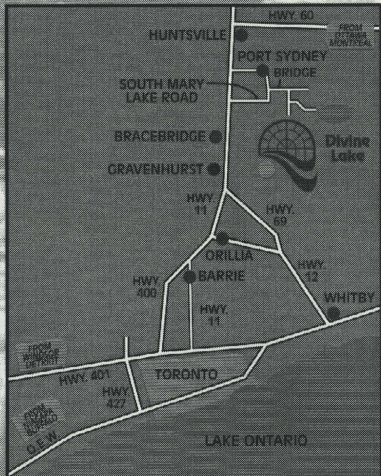 HWY. 60
FROM
OTTAWA
MONTREAL
HUNTSVILLE
PORT SYDNEY
BRIDGE
SOUTH MARY
LAKE ROAD
BRACEBRIDGE
Divine
Lake
GRAVENHURST
HWY.
11
HWY.
69
ORILLIA
HWY.
400
BARRIE
HWY.
12
HWY.
11
WHITBY
FROM
WINDSOR
DETROIT
HWY. 401
TORONTO
HWY.
427
FROM
BUFFALO
Q.E.W
LAKE ONTARIO